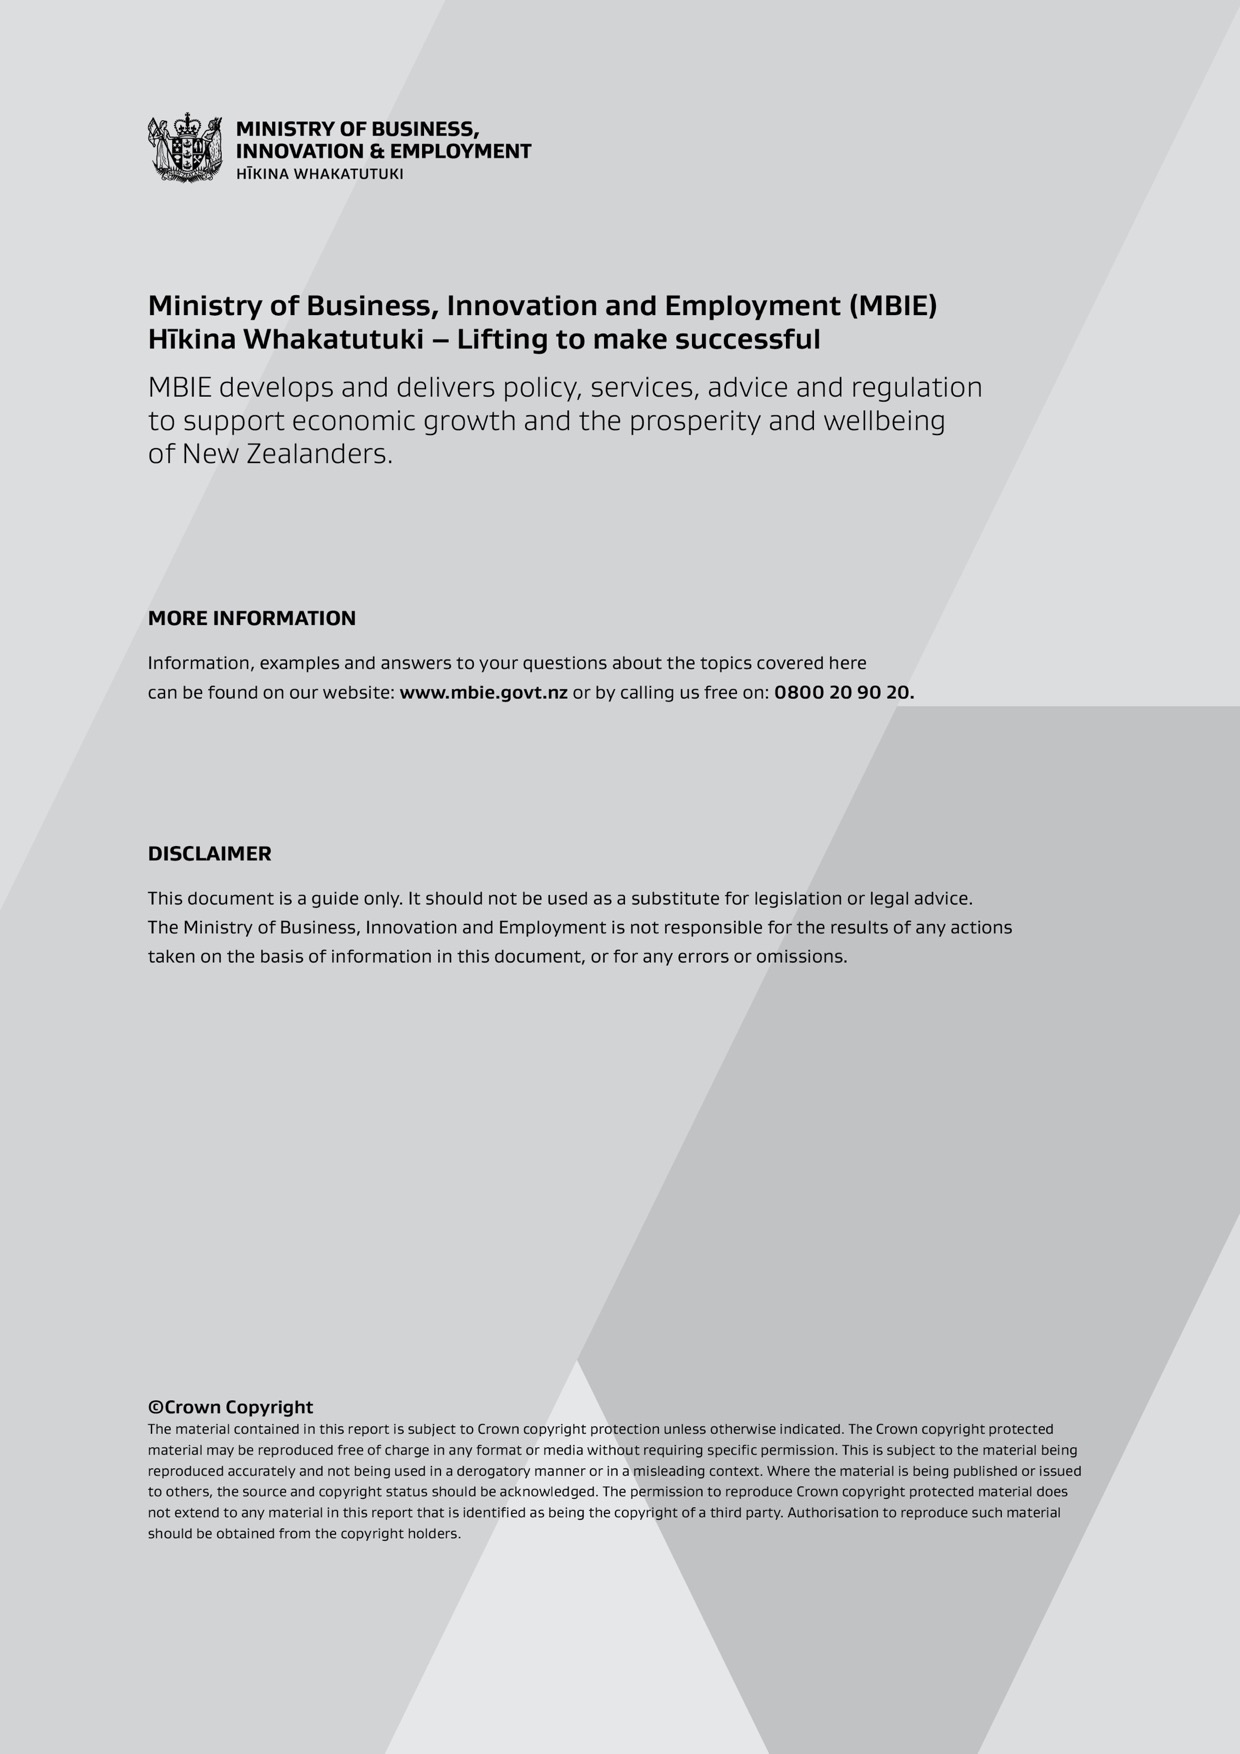 MINISTRY OF BUSINESS,
INNOVATION & EMPLOYMENT
HĪKINA WHAKATUTUKI
Ministry of Business, Innovation and Employment (MBIE)
Hīkina Whakatutuki – Lifting to make successful
MBIE develops and delivers policy, services, advice and regulation
to support economic growth and the prosperity and wellbeing
of New Zealanders.
MORE INFORMATION
Information, examples and answers to your questions about the topics covered here
can be found on our website: www.mbie.govt.nz or by calling us free on: 0800 20 90 20.
DISCLAIMER
This document is a guide only. It should not be used as a substitute for legislation or legal advice.
The Ministry of Business, Innovation and Employment is not responsible for the results of any actions
taken on the basis of information in this document, or for any errors or omissions.
©Crown Copyright
The material contained in this report is subject to Crown copyright protection unless otherwise indicated. The Crown copyright protected
material may be reproduced free of charge in any format or media without requiring specific permission. This is subject to the material being
reproduced accurately and not being used in a derogatory manner or in a misleading context. Where the material is being published or issued
to others, the source and copyright status should be acknowledged. The permission to reproduce Crown copyright protected material does
not extend to any material in this report that is identified as being the copyright of a third party. Authorisation to reproduce such material
should be obtained from the copyright holders.